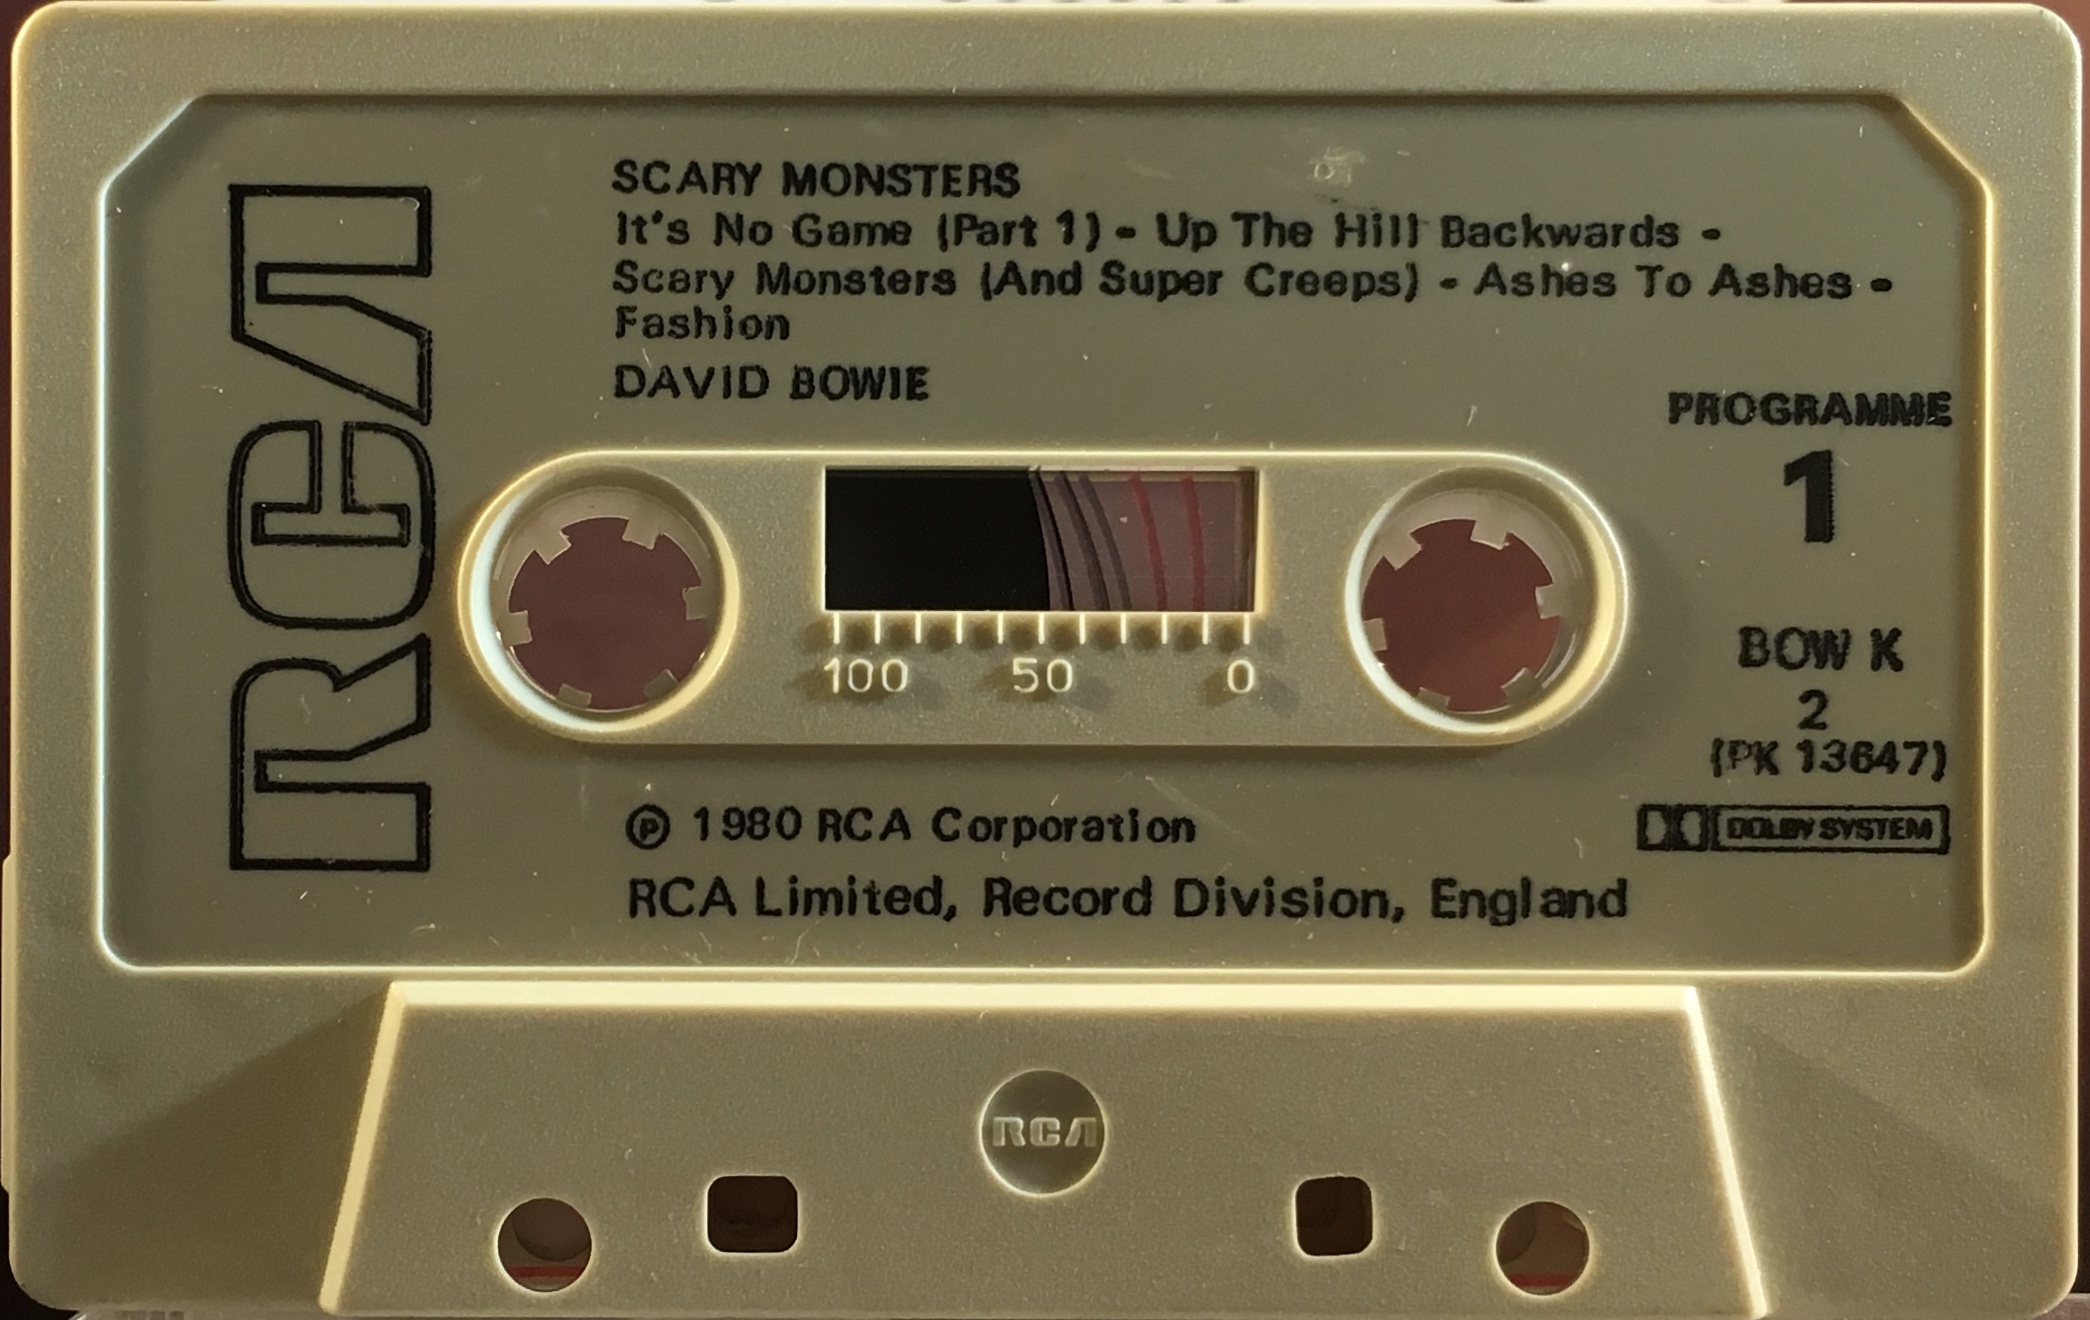 RCA
SCARY MONSTERS
It's No Game (Part 1) - Up The Hill Backwards -
Scary Monsters (And Super Creeps) - Ashes To Ashes -
Fashion
DAVID BOWIE
PROGRAMME
1
100 50 0
BOW K
2
(PK 13647)
DOLBY SYSTEM
℗ 1980 RCA Corporation
RCA Limited, Record Division, England
RCA